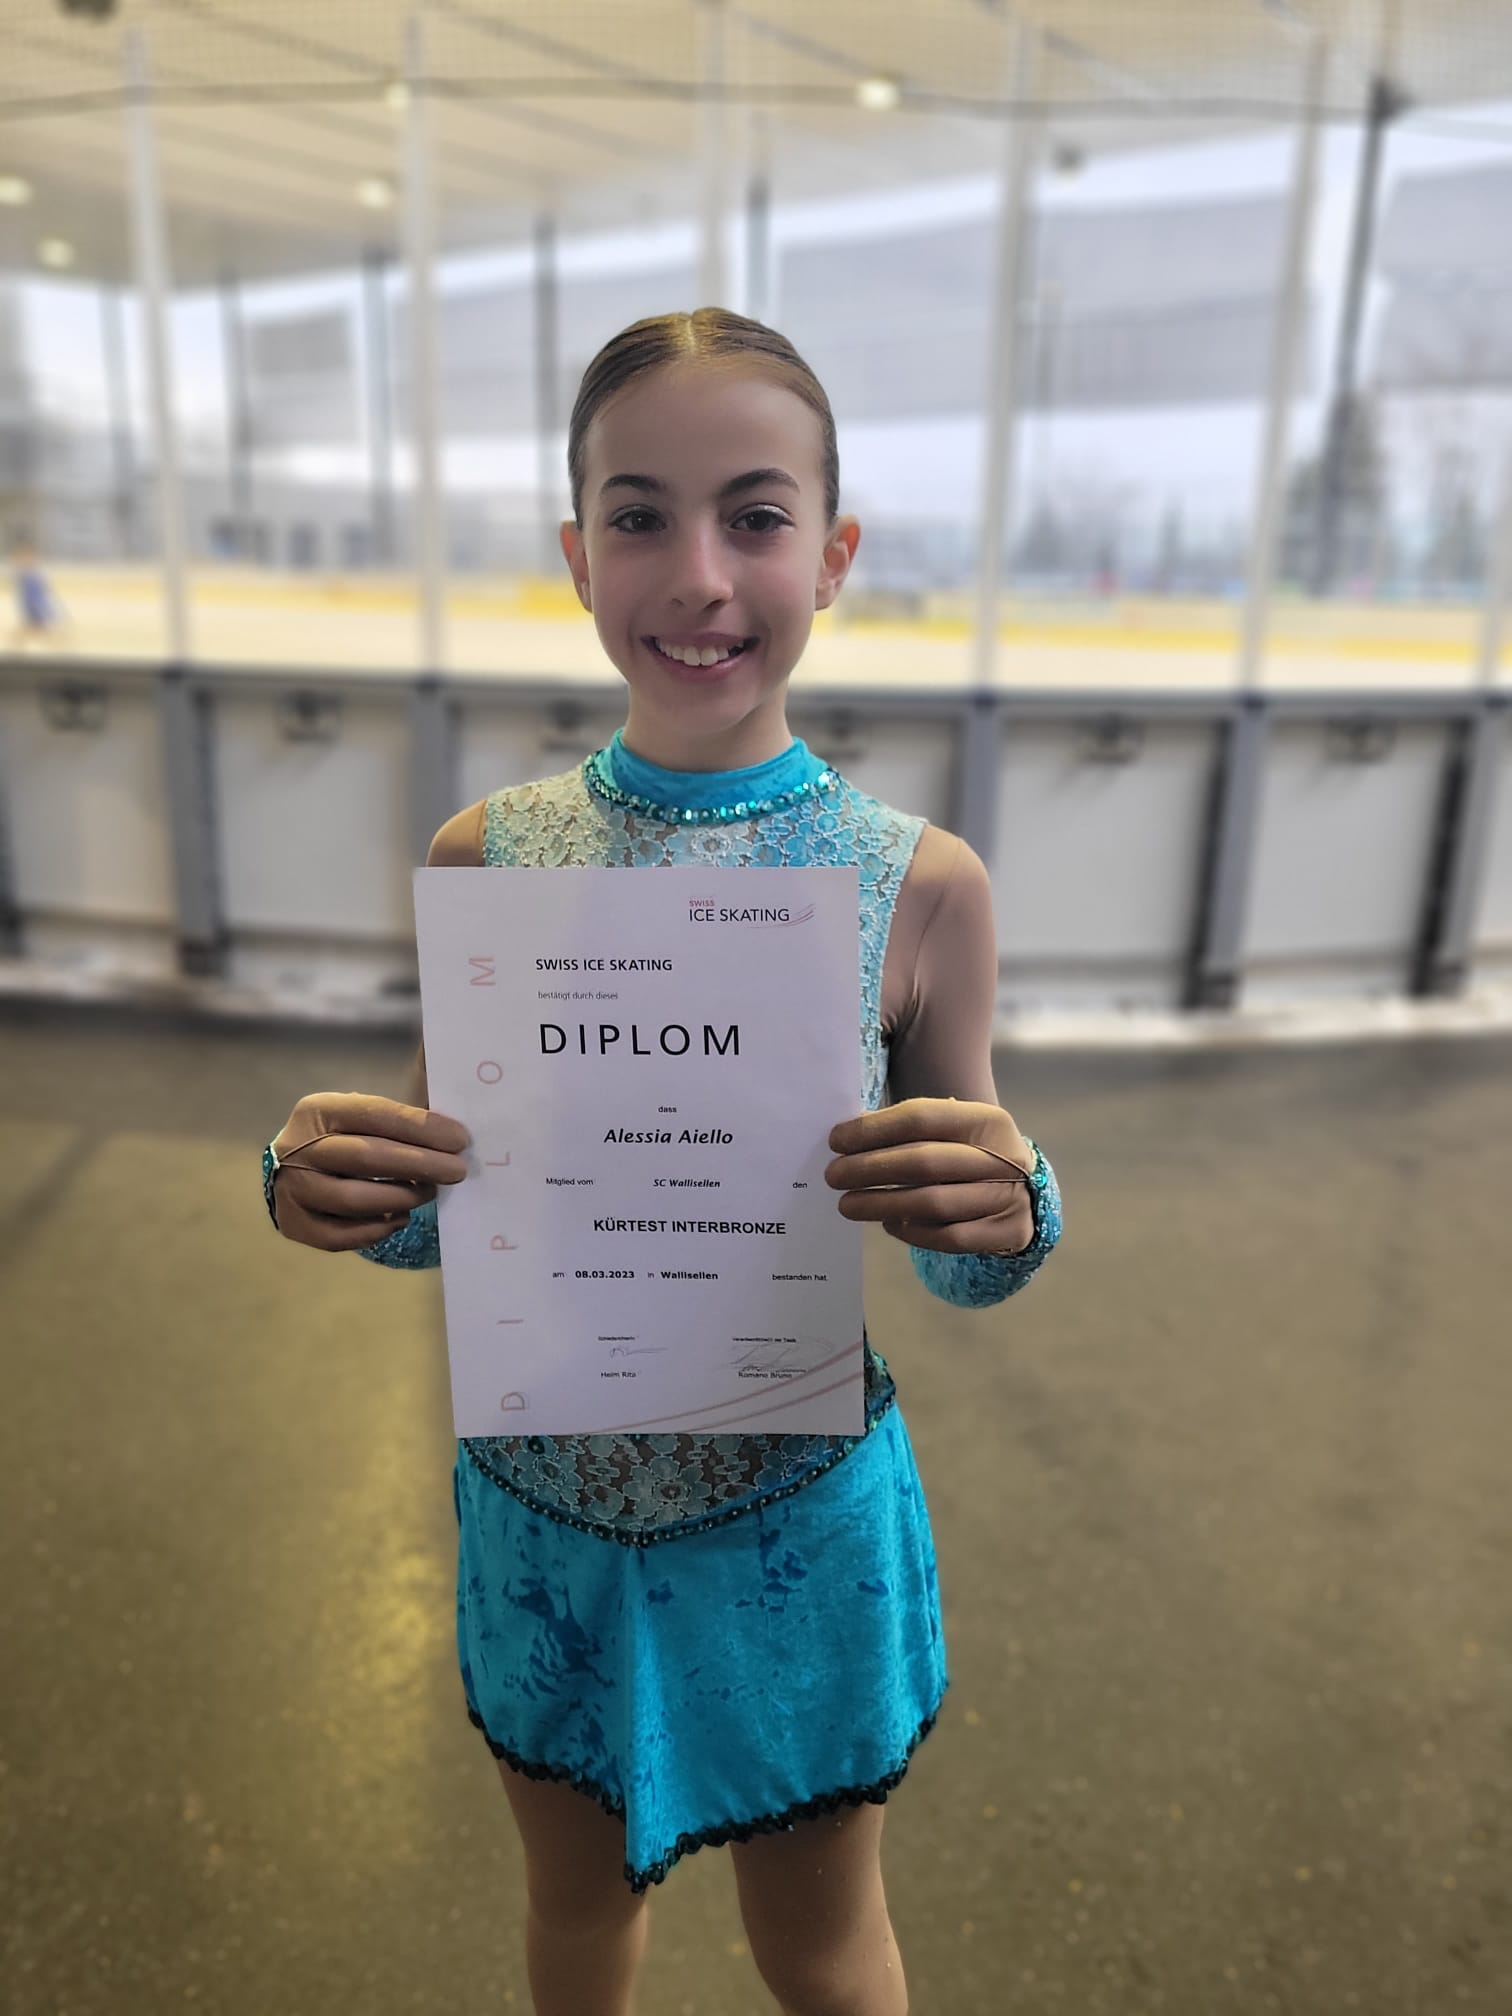 SWISS
ICE SKATING
SWISS ICE SKATING
bestätigt durch dieses
DIPLOM
dass
Alessia Aiello
Mitglied vom SC Wallisellen den
KÜRTEST INTERBRONZE
am 08.03.2023 in Wallisellen bestanden hat
Heim Rita Romano Bruno
DIPLOM